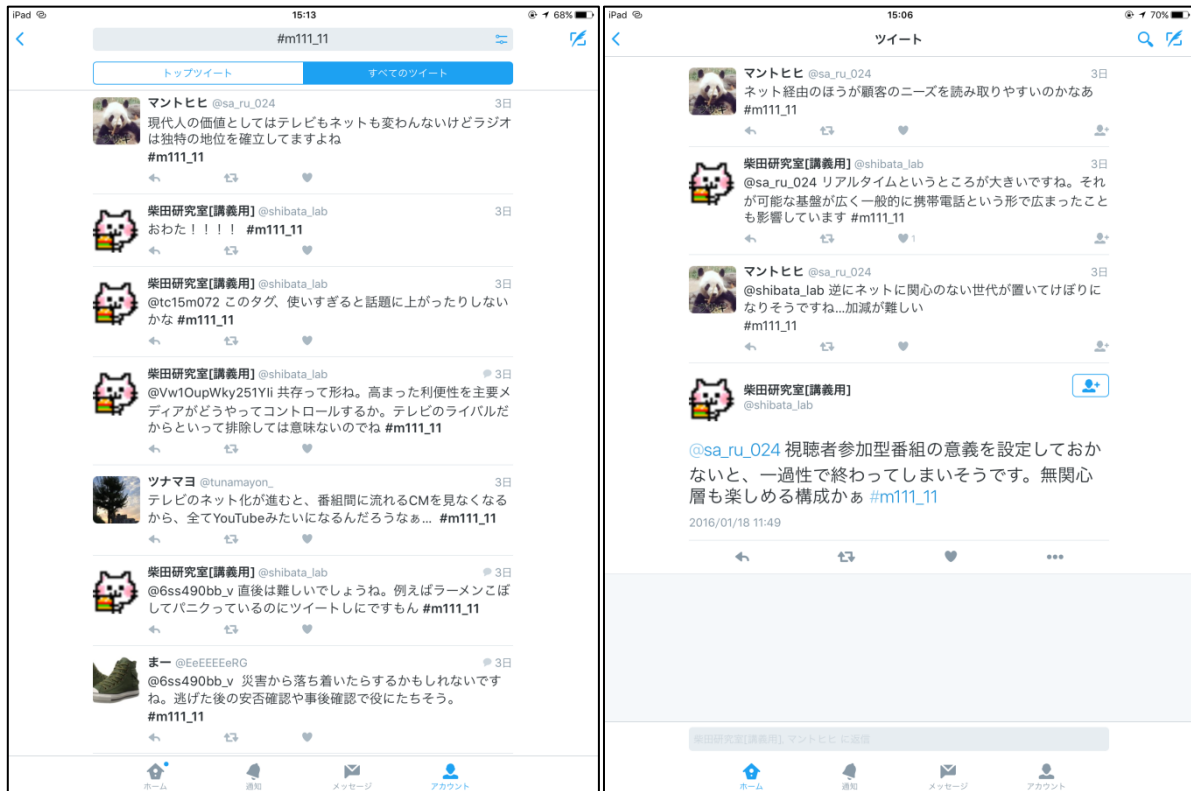 iPad 15:13 68%
#m111_11
トップツイート すべてのツイート
マントヒヒ @sa_ru_024 3日
現代人の価値としてはテレビもネットも変わんないけどラジオ
は独特の地位を確立してますよね
#m111_11
柴田研究室[講義用] @shibata_lab 3日
おわた！！！！ #m111_11
柴田研究室[講義用] @shibata_lab 3日
@tc15m072 このタグ、使いすぎると話題に上がったりしない
かな #m111_11
柴田研究室[講義用] @shibata_lab 3日
@Vw1OupWky251YIi 共存って形ね。高まった利便性を主要メ
ディアがどうやってコントロールするか。テレビのライバルだ
からといって排除しては意味ないのでね #m111_11
ツナマヨ @tunamayon_ 3日
テレビのネット化が進むと、番組間に流れるCMを見なくなる
から、全てYouTubeみたいになるんだろうなぁ... #m111_11
柴田研究室[講義用] @shibata_lab 3日
@6ss490bb_v 直後は難しいでしょうね。例えばラーメンこぼ
してパニクっているのにツイートしにですもん #m111_11
まー @EeEEEEeRG 3日
@6ss490bb_v 災害から落ち着いたらするかもしれないです
ね。逃げた後の安否確認や事後確認で役にたちそう。
#m111_11
ホーム 通知 メッセージ アカウント
iPad 15:06 70%
ツイート
マントヒヒ @sa_ru_024 3日
ネット経由のほうが顧客のニーズを読み取りやすいのかなあ
#m111_11
柴田研究室[講義用] @shibata_lab 3日
@sa_ru_024 リアルタイムというところが大きいですね。それ
が可能な基盤が広く一般的に携帯電話という形で広まったこと
も影響しています #m111_11
1
マントヒヒ @sa_ru_024 3日
@shibata_lab 逆にネットに関心のない世代が置いてけぼりに
なりそうですね...加減が難しい
#m111_11
柴田研究室[講義用]
@shibata_lab
@sa_ru_024 視聴者参加型番組の意義を設定しておか
ないと、一過性で終わってしまいそうです。無関心
層も楽しめる構成かぁ #m111_11
2016/01/18 11:49
柴田研究室[講義用], マントヒヒ に返信
ホーム 通知 メッセージ アカウント